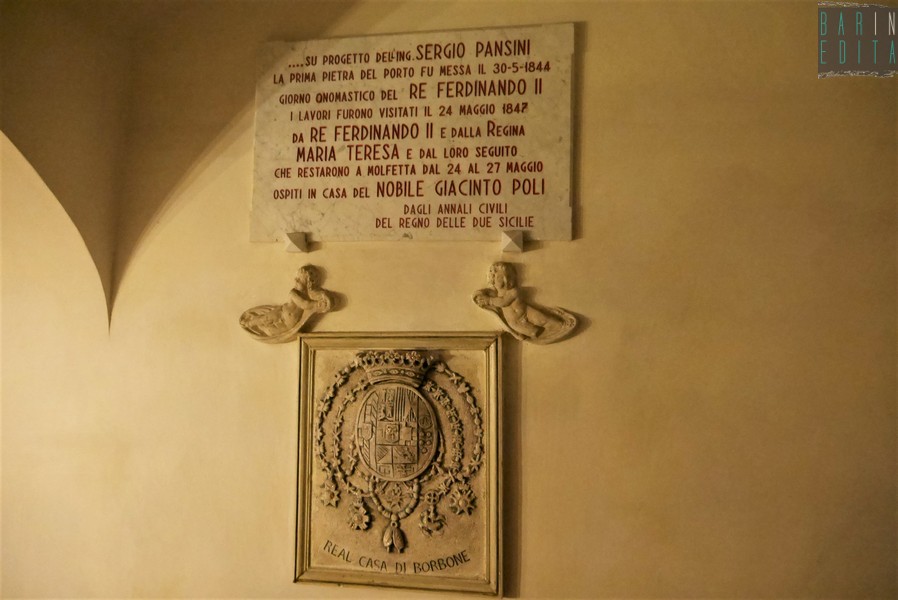 ....SU PROGETTO DELL'ING. SERGIO PANSINI
LA PRIMA PIETRA DEL PORTO FU MESSA IL 30-5-1844
GIORNO ONOMASTICO DEL RE FERDINANDO II
I LAVORI FURONO VISITATI IL 24 MAGGIO 1847
DA RE FERDINANDO II E DALLA REGINA
MARIA TERESA E DAL LORO SEGUITO
CHE RESTARONO A MOLFETTA DAL 24 AL 27 MAGGIO
OSPITI IN CASA DEL NOBILE GIACINTO POLI
DAGLI ANNALI CIVILI
DEL REGNO DELLE DUE SICILIE
REAL CASA DI BORBONE
BARIN
EDITA